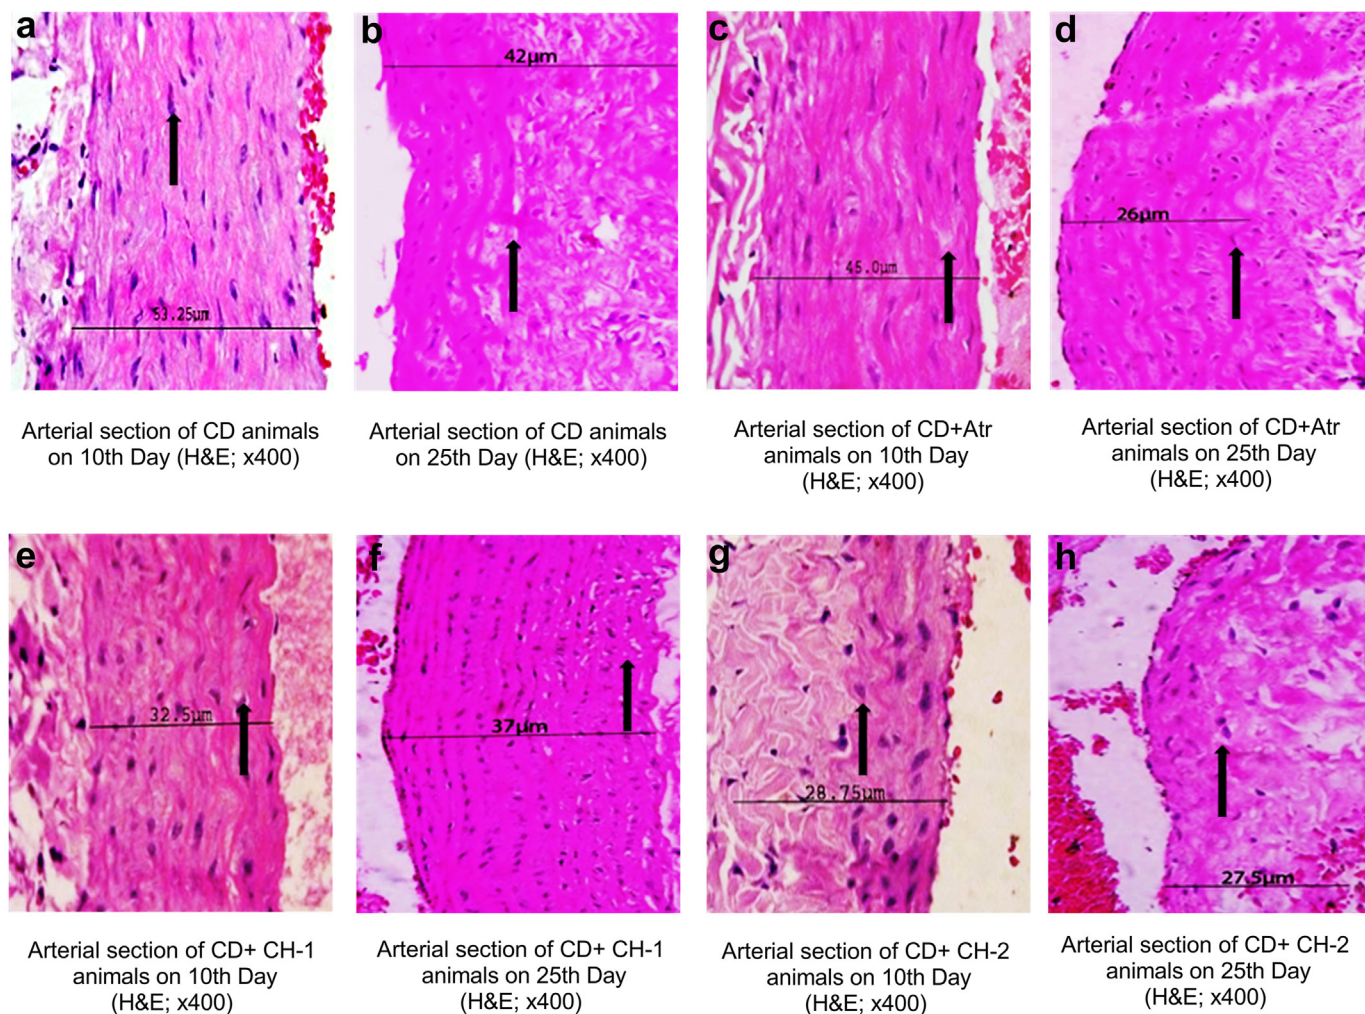 a
b
c
d
42µm
26µm
45.0µm
53.25µm
Arterial section of CD animals
on 10th Day (H&E; x400)
Arterial section of CD animals
on 25th Day (H&E; x400)
Arterial section of CD+Atr
animals on 10th Day
(H&E; x400)
Arterial section of CD+Atr
animals on 25th Day
(H&E; x400)
e
f
g
h
32.5µm
37µm
28.75µm
27.5µm
Arterial section of CD+ CH-1
animals on 10th Day
(H&E; x400)
Arterial section of CD+ CH-1
animals on 25th Day
(H&E; x400)
Arterial section of CD+ CH-2
animals on 10th Day
(H&E; x400)
Arterial section of CD+ CH-2
animals on 25th Day
(H&E; x400)